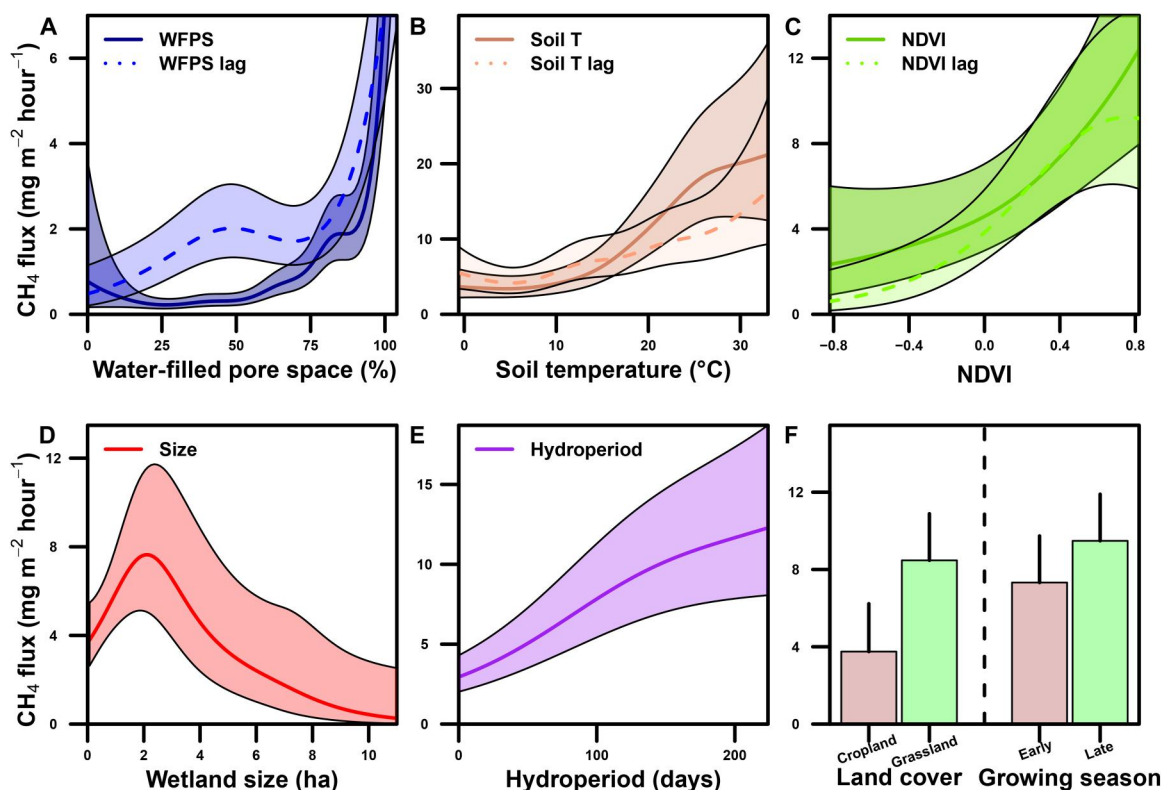 A
WFPS
WFPS lag
CH₄ flux (mg m⁻² hour⁻¹)
6
4
2
0
0 25 50 75 100
Water-filled pore space (%)
B
Soil T
Soil T lag
30
20
10
0
0 10 20 30
Soil temperature (°C)
C
NDVI
NDVI lag
12
8
4
0
−0.8 −0.4 0.0 0.4 0.8
NDVI
D
Size
CH₄ flux (mg m⁻² hour⁻¹)
12
8
4
0
0 2 4 6 8 10
Wetland size (ha)
E
Hydroperiod
15
10
5
0
0 100 200
Hydroperiod (days)
F
12
8
4
0
Cropland Grassland Early Late
Land cover Growing season